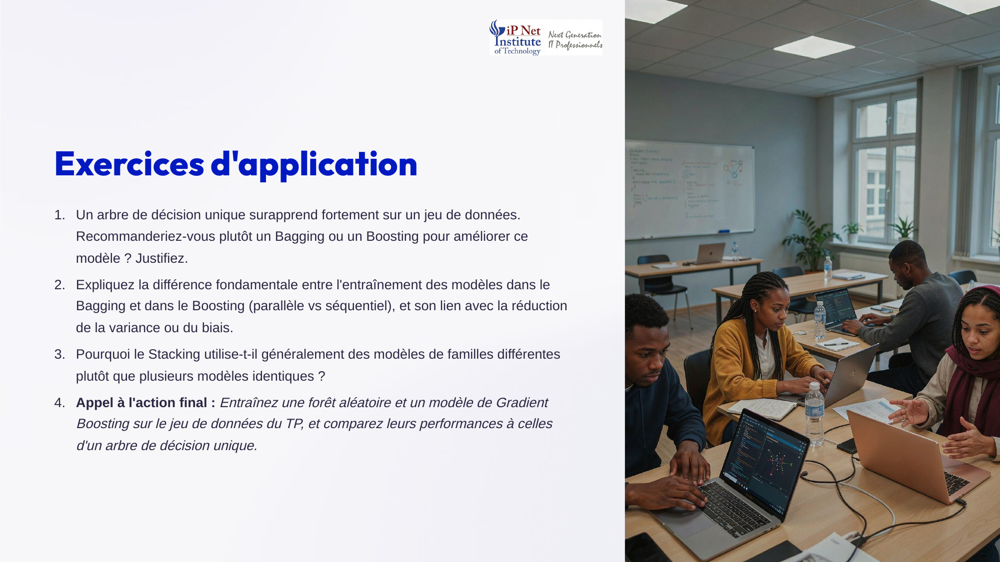 iP Net
Institute
of Technology
Next Generation
IT Professionnels
Exercices d'application
1. Un arbre de décision unique surapprend fortement sur un jeu de données.
Recommanderiez-vous plutôt un Bagging ou un Boosting pour améliorer ce
modèle ? Justifiez.
2. Expliquez la différence fondamentale entre l'entraînement des modèles dans le
Bagging et dans le Boosting (parallèle vs séquentiel), et son lien avec la réduction
de la variance ou du biais.
3. Pourquoi le Stacking utilise-t-il généralement des modèles de familles différentes
plutôt que plusieurs modèles identiques ?
4. Appel à l'action final : Entraînez une forêt aléatoire et un modèle de Gradient
Boosting sur le jeu de données du TP, et comparez leurs performances à celles
d'un arbre de décision unique.